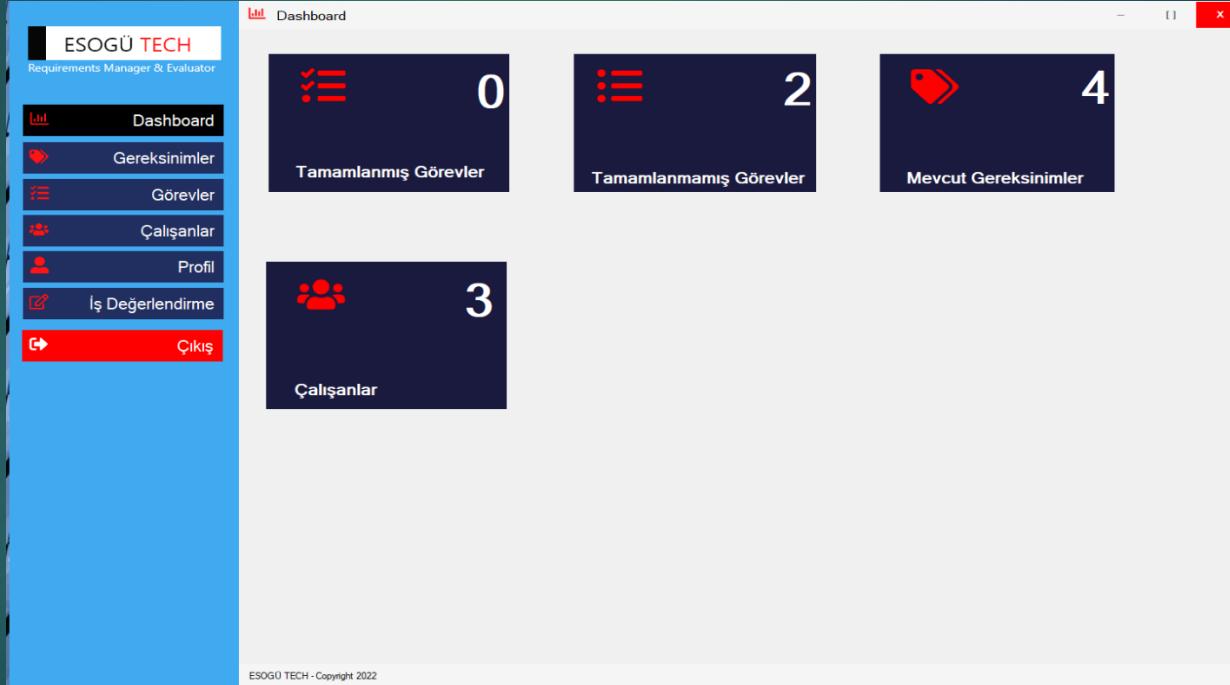 ESOGÜ TECH
Requirements Manager & Evaluator
Dashboard
Gereksinimler
Görevler
Çalışanlar
Profil
İş Değerlendirme
Çıkış
Dashboard
0
Tamamlanmış Görevler
2
Tamamlanmamış Görevler
4
Mevcut Gereksinimler
3
Çalışanlar
ESOGÜ TECH - Copyright 2022